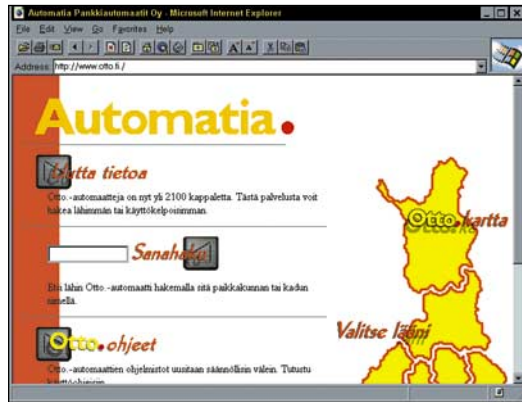 Automatia Pankkiautomaatit Oy - Microsoft Internet Explorer
File Edit View Go Favorites Help
Address: http://www.otto.fi./
Automatia.
Uutta tietoa
Otto.-automaatteja on nyt yli 2100 kappaletta. Tästä palvelusta voit
hakea lähimmän tai käyttökelpoisimman.
Sanahaku
Etsi lähin Otto.-automaatti hakemalla sitä paikkakunnan tai kadun
nimellä.
Otto.ohjeet
Otto.-automaattien ohjelmistot uusitaan säännöllisin välein. Tutustu
käyttöohjeisiin.
Otto.kartta
Valitse lääni